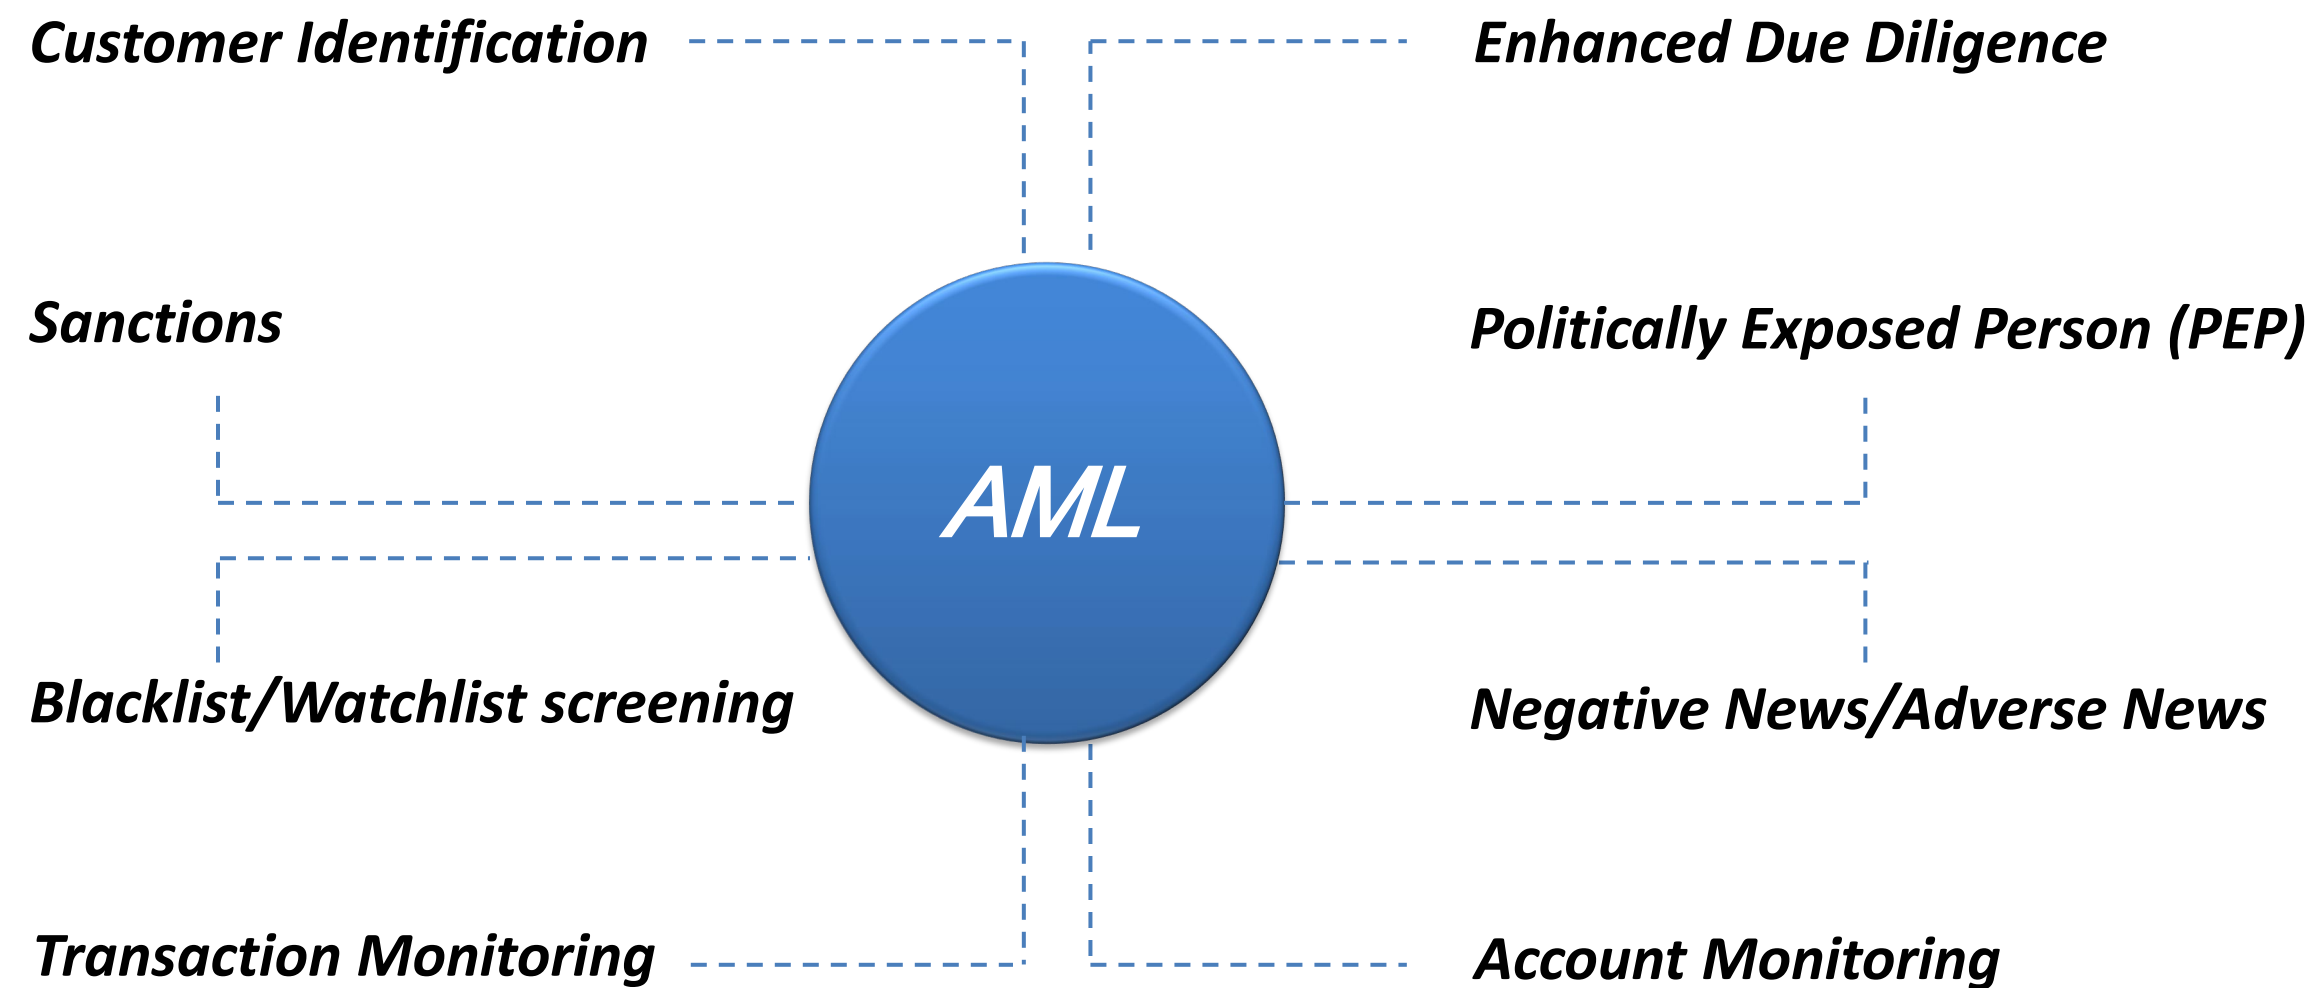 Customer Identification
Enhanced Due Diligence
Sanctions
Politically Exposed Person (PEP)
AML
Blacklist/Watchlist screening
Negative News/Adverse News
Transaction Monitoring
Account Monitoring